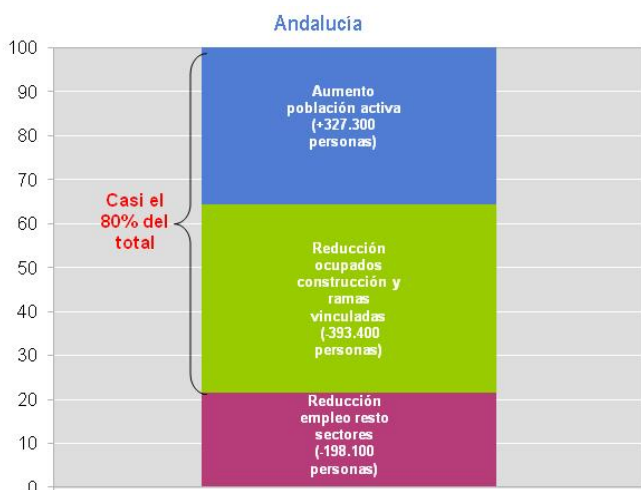 Andalucía
100
90
80
70
60
50
40
30
20
10
0
Casi el
80% del
total
Aumento
población activa
(+327.300
personas)
Reducción
ocupados
construcción y
ramas
vinculadas
(-393.400
personas)
Reducción
empleo resto
sectores
(-198.100
personas)